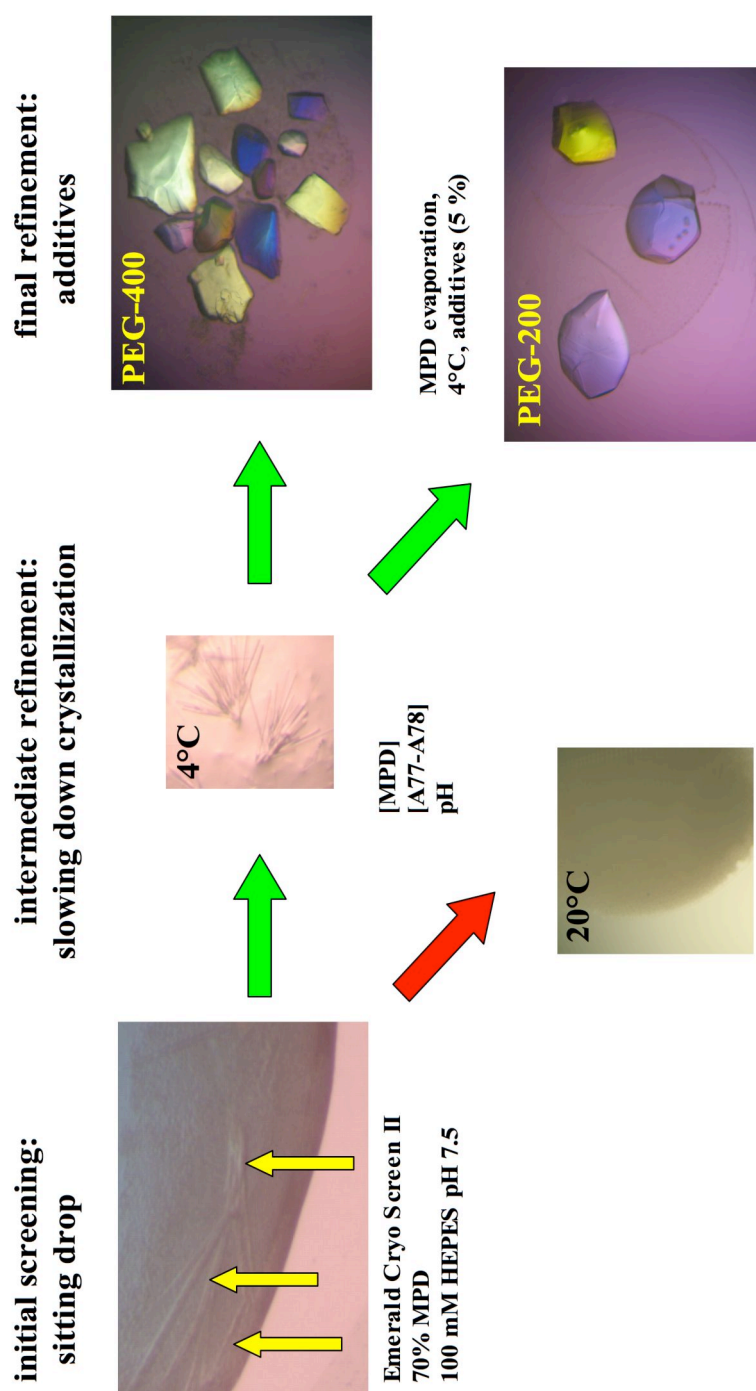 initial screening:
sitting drop
Emerald Cryo Screen II
70% MPD
100 mM HEPES pH 7.5
intermediate refinement:
slowing down crystallization
4°C
[MPD]
[A77-A78]
pH
20°C
final refinement:
additives
PEG-400
MPD evaporation,
4°C, additives (5 %)
PEG-200